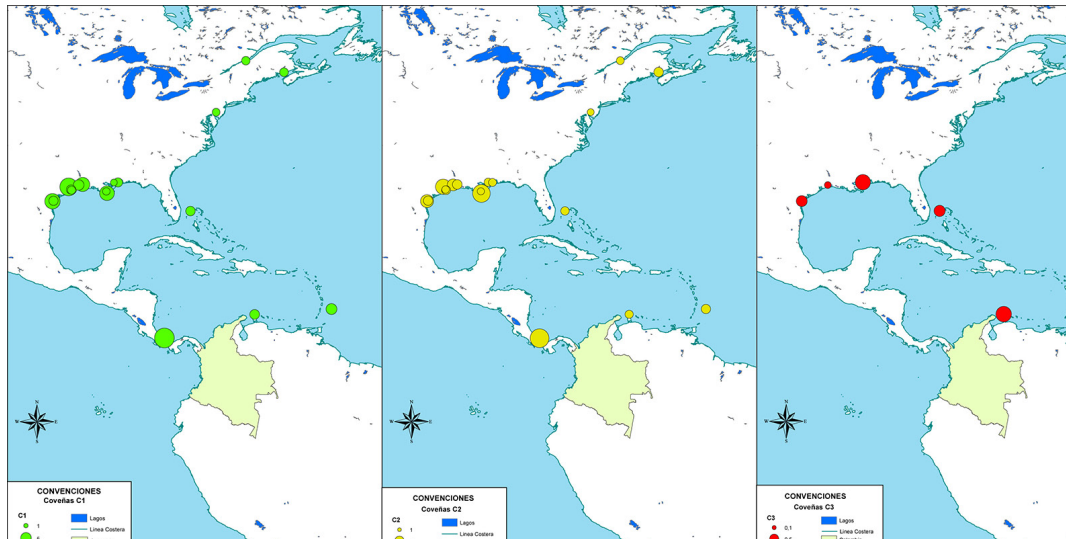 N
W
E
S
CONVENCIONES
Coveñas C1
C1
Lagos
1
Linea Costera
N
W
E
S
CONVENCIONES
Coveñas C2
C2
Lagos
1
Linea Costera
N
W
E
S
CONVENCIONES
Coveñas C3
C3
Lagos
0,1
Linea Costera